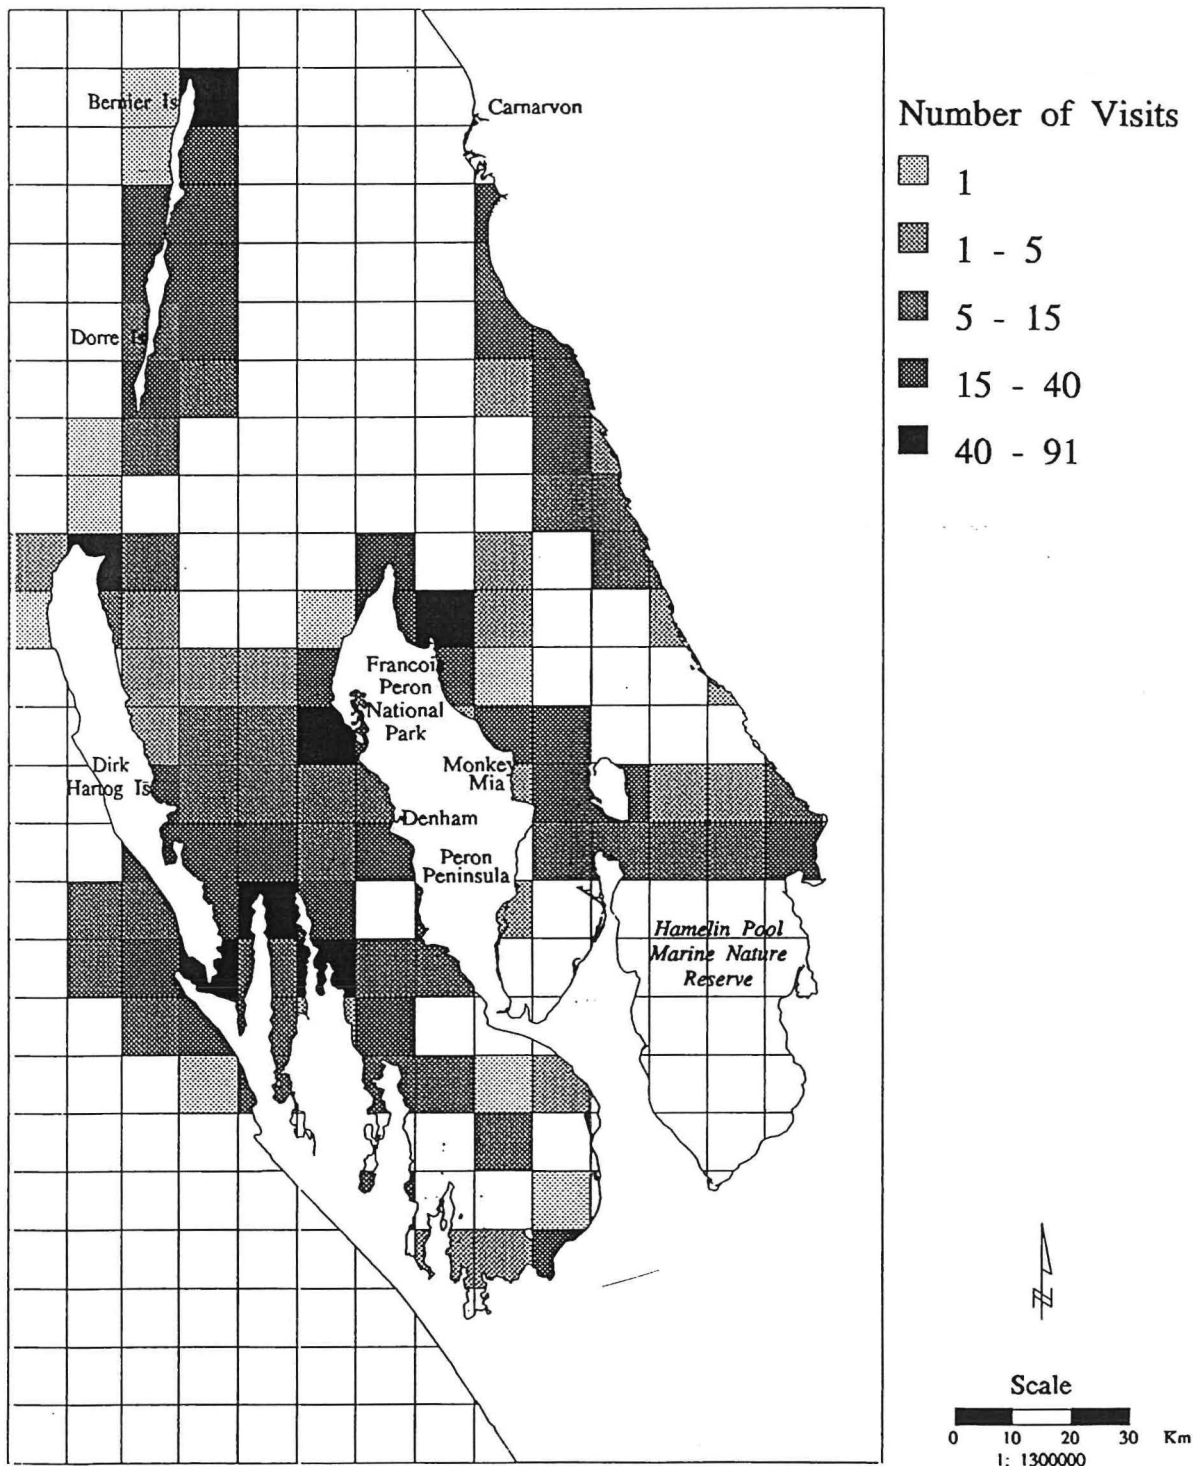 Bernier Is
Carnarvon
Dorre Is
Francois
Peron
National
Park
Dirk
Hartog Is
Monkey
Mia
Denham
Peron
Peninsula
Hamelin Pool
Marine Nature
Reserve
Number of Visits
1
1 - 5
5 - 15
15 - 40
40 - 91
N
Scale
0 10 20 30 Km
1: 1300000